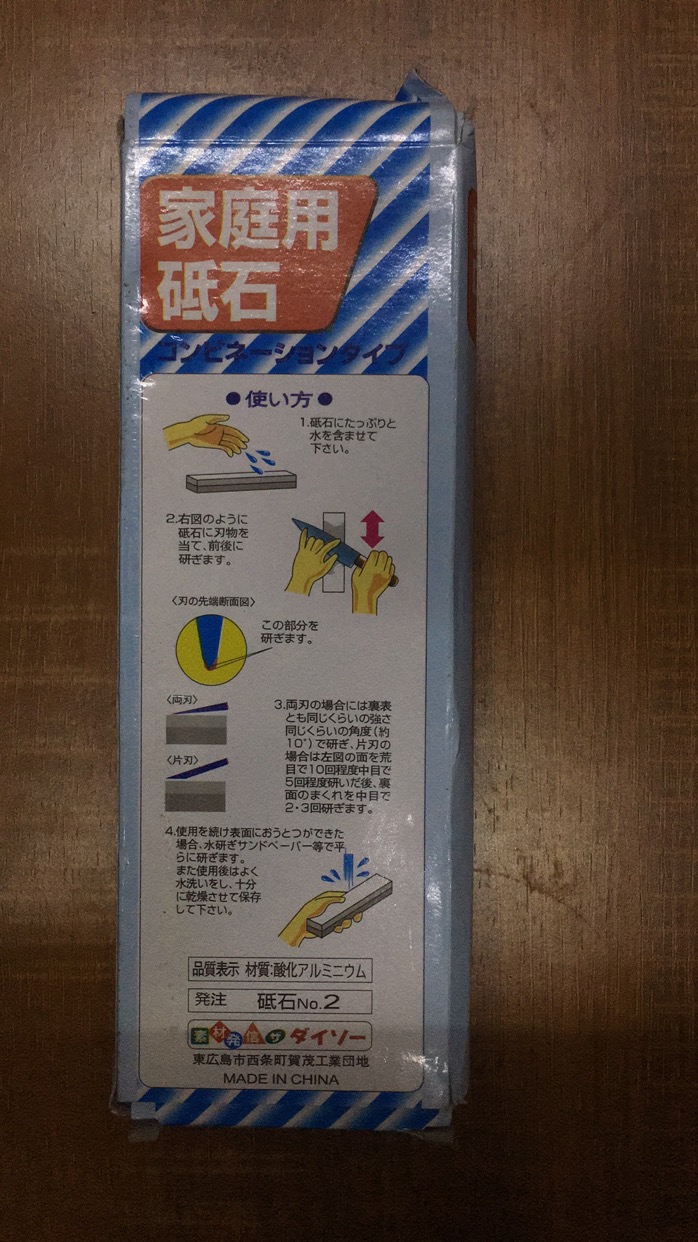 家庭用
砥石
コンビネーションタイプ
●使い方●
1.砥石にたっぷりと
水を含ませて
下さい。
2.右図のように
砥石に刃物を
当て、前後に
研ぎます。
〈刃の先端断面図〉
この部分を
研ぎます。
〈両刃〉
〈片刃〉
3.両刃の場合には裏表
とも同じくらいの強さ
同じくらいの角度(約
10°)で研ぎ、片刃の
場合は左図の面を荒
目で10回程度中目で
5回程度研いだ後、裏
面のまくれを中目で
2・3回研ぎます。
4.使用を続け表面におうとつができた
場合、水研ぎサンドペーパー等で平
らに研ぎます。
また使用後はよく
水洗いをし、十分
に乾燥させて保存
して下さい。
品質表示 材質:酸化アルミニウム
発注 砥石No.2
素材発信 ザ ダイソー
東広島市西条町賀茂工業団地
MADE IN CHINA